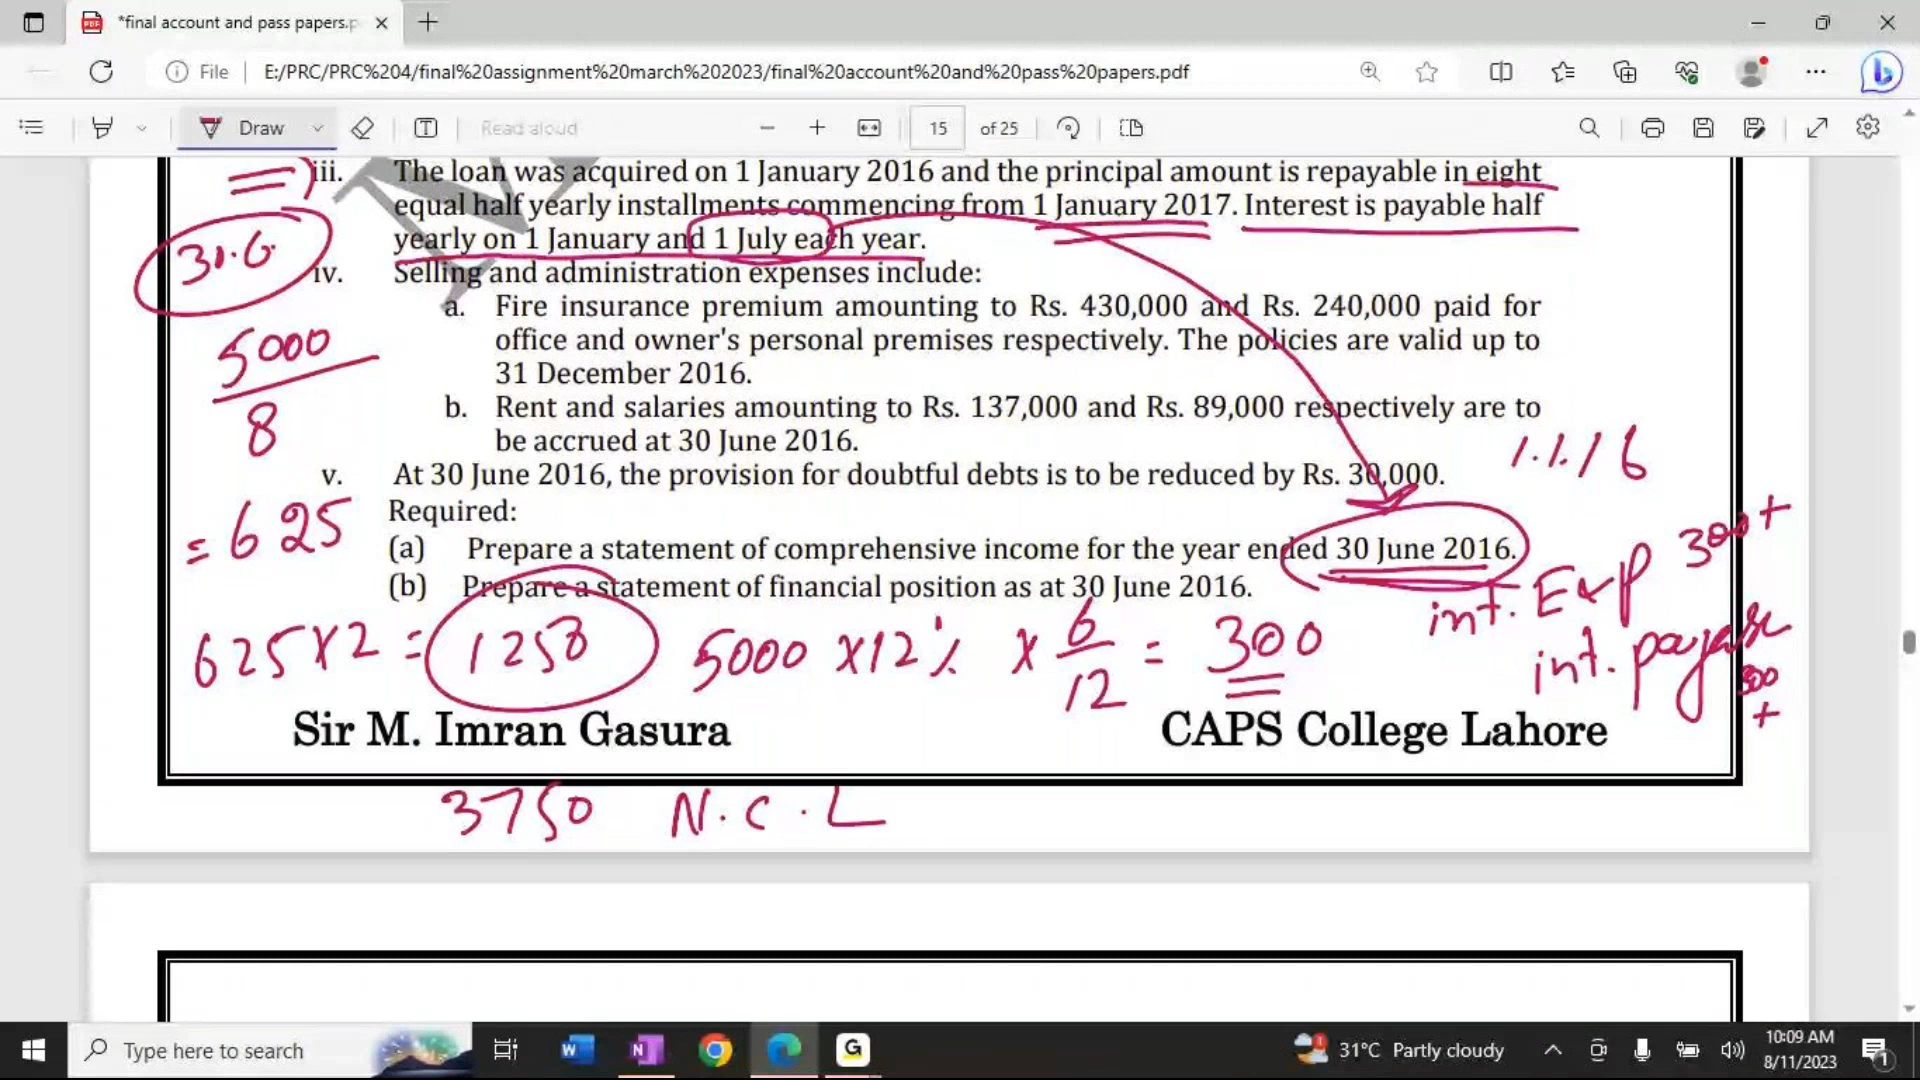 *final account and pass papers.p
File
E:/PRC/PRC%204/final%20assignment%20march%202023/final%20account%20and%20pass%20papers.pdf
Draw
Read aloud
15
of 25
iii. The loan was acquired on 1 January 2016 and the principal amount is repayable in eight
equal half yearly installments commencing from 1 January 2017. Interest is payable half
yearly on 1 January and 1 July each year.
31.6
iv. Selling and administration expenses include:
a. Fire insurance premium amounting to Rs. 430,000 and Rs. 240,000 paid for
office and owner's personal premises respectively. The policies are valid up to
31 December 2016.
5000
8
b. Rent and salaries amounting to Rs. 137,000 and Rs. 89,000 respectively are to
be accrued at 30 June 2016.
1.1.16
v. At 30 June 2016, the provision for doubtful debts is to be reduced by Rs. 30,000.
= 625
Required:
(a) Prepare a statement of comprehensive income for the year ended 30 June 2016.
(b) Prepare a statement of financial position as at 30 June 2016.
int. Exp 300+
int. payable
300
+
625×2 = 1250
5000 ×12% × 6/12 = 300
Sir M. Imran Gasura
CAPS College Lahore
3750 N.C.L
Type here to search
31°C Partly cloudy
10:09 AM
8/11/2023
1